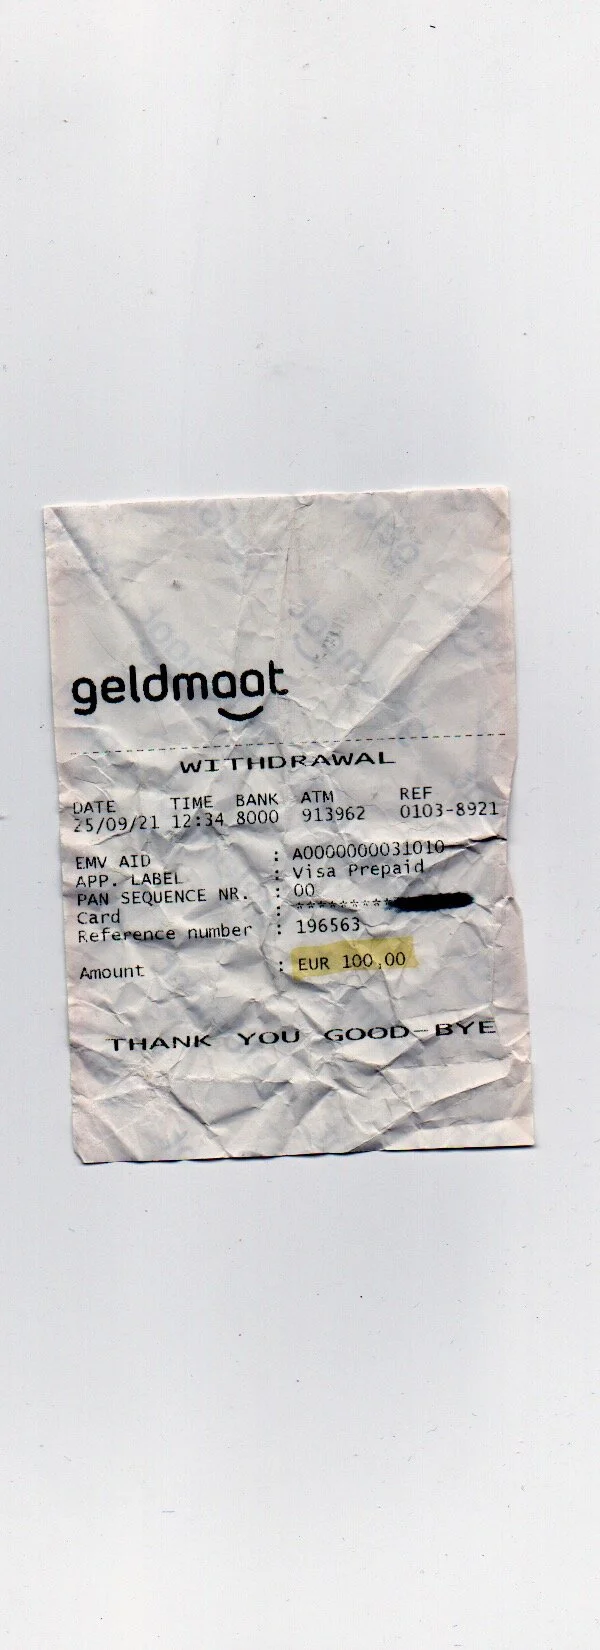 geldmaat
WITHDRAWAL
DATE TIME BANK ATM REF
25/09/21 12:34 8000 913962 0103-8921
EMV AID : A0000000031010
APP. LABEL : Visa Prepaid
PAN SEQUENCE NR. : 00
Card : *********
Reference number : 196563
Amount : EUR 100,00
THANK YOU GOOD-BYE